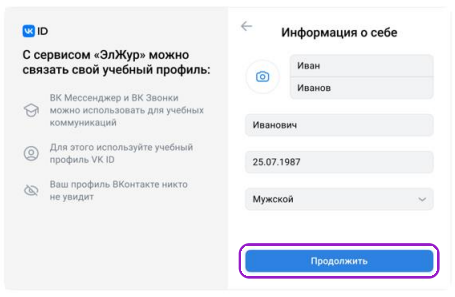 VK ID
С сервисом «ЭлЖур» можно
связать свой учебный профиль:
ВК Мессенджер и ВК Звонки
можно использовать для учебных
коммуникаций
Для этого используйте учебный
профиль VK ID
Ваш профиль ВКонтакте никто
не увидит
Информация о себе
Иван
Иванов
Иванович
25.07.1987
Мужской
Продолжить